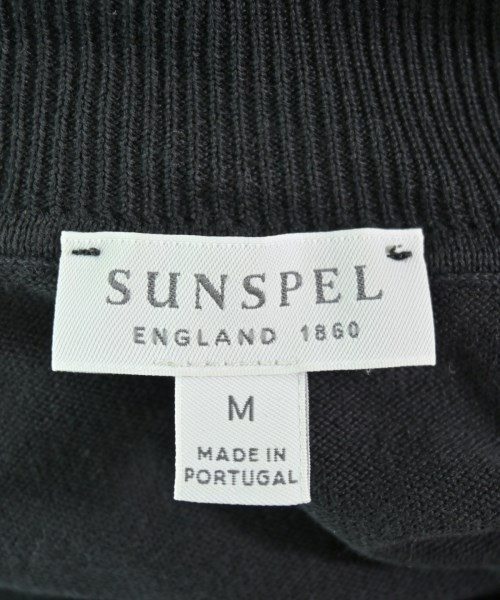 SUNSPEL
ENGLAND 1860
M
MADE IN
PORTUGAL